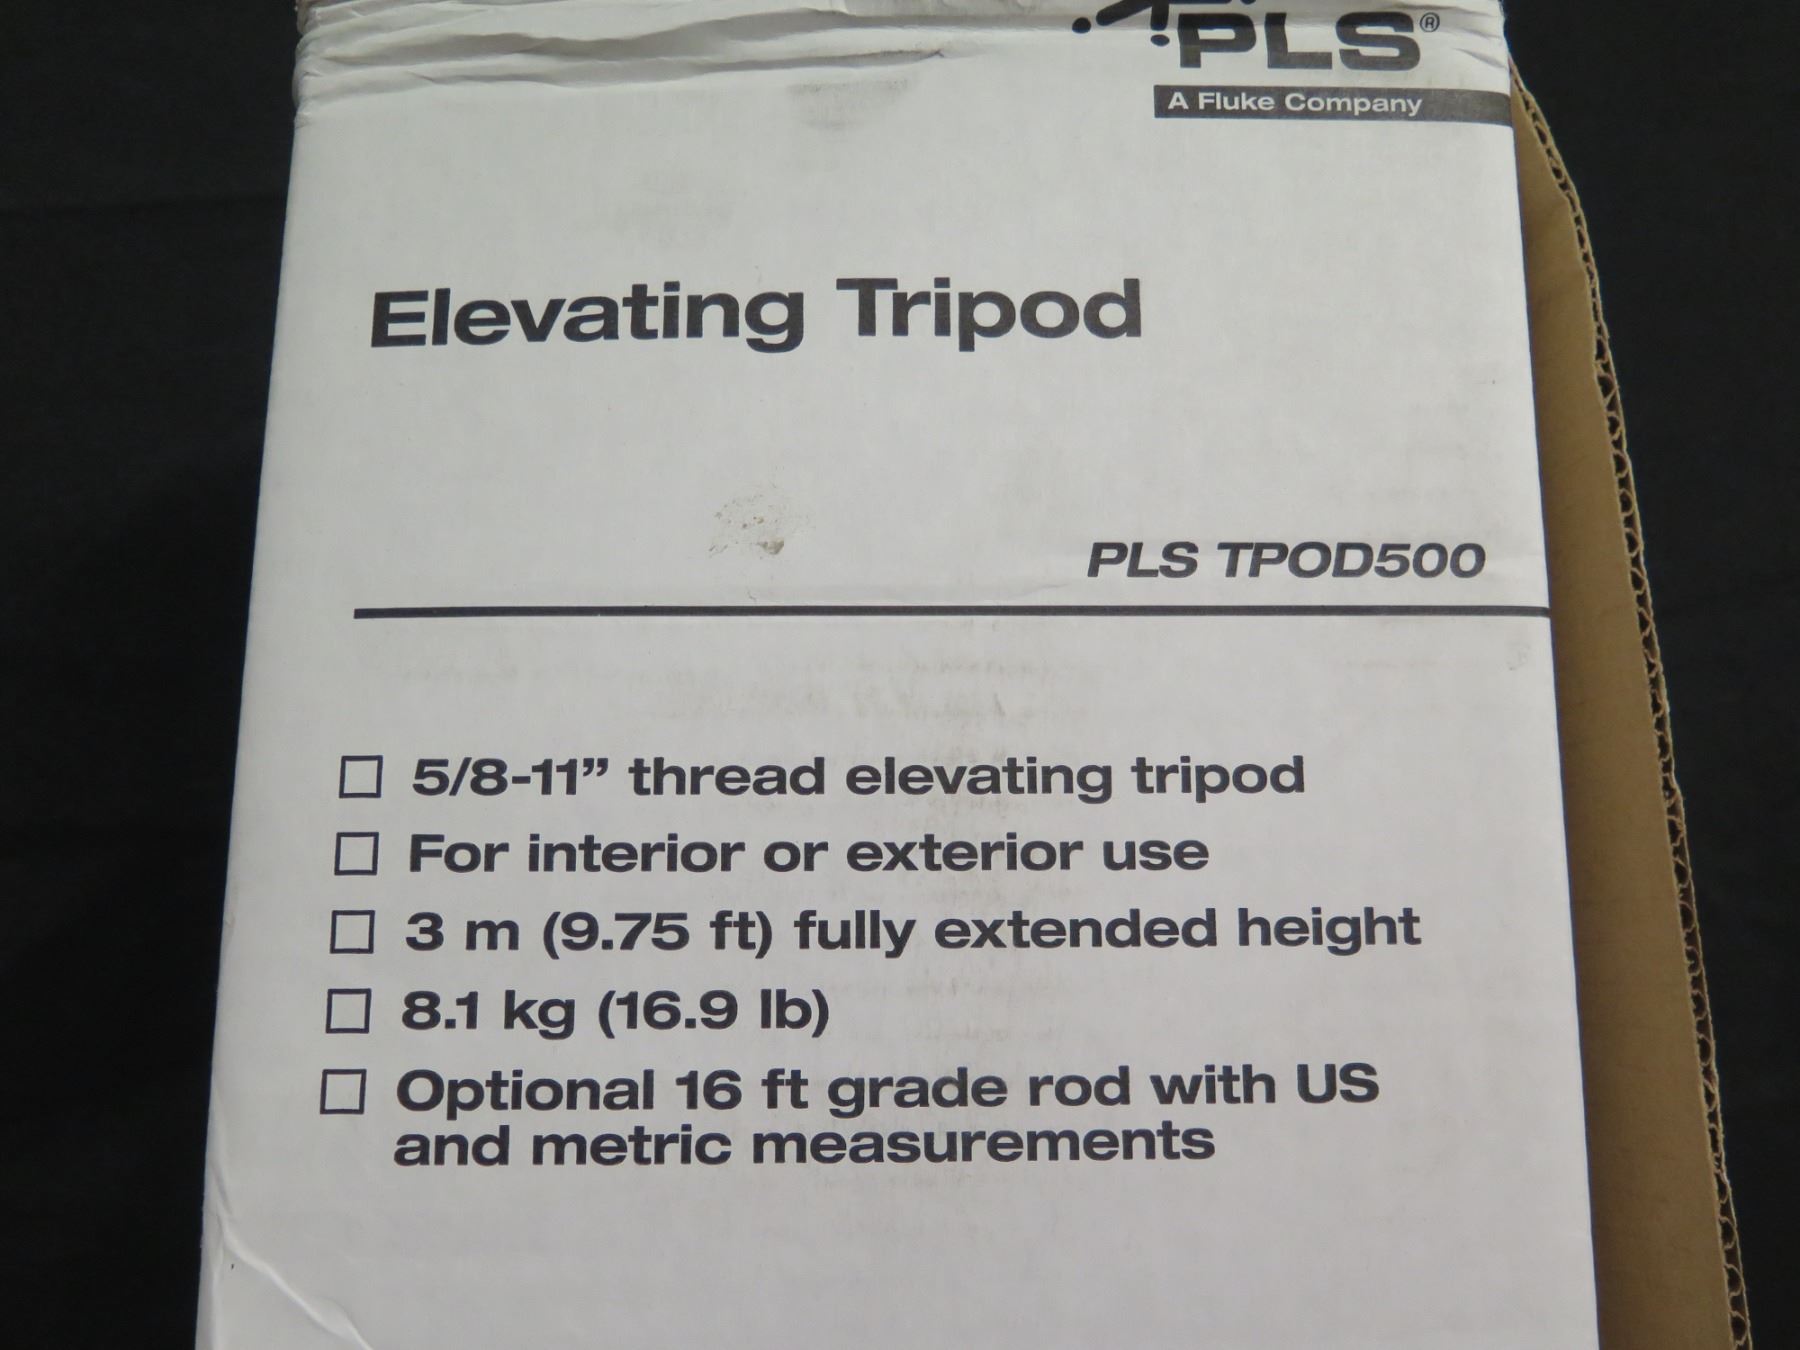 PLS®
A Fluke Company
Elevating Tripod
PLS TPOD500
☐ 5/8-11” thread elevating tripod
☐ For interior or exterior use
☐ 3 m (9.75 ft) fully extended height
☐ 8.1 kg (16.9 lb)
☐ Optional 16 ft grade rod with US
and metric measurements